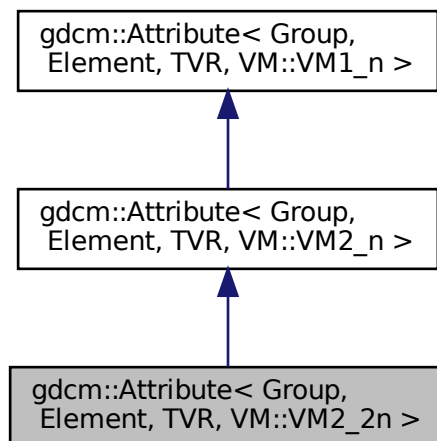 gdcm::Attribute< Group,
Element, TVR, VM::VM1_n >
gdcm::Attribute< Group,
Element, TVR, VM::VM2_n >
gdcm::Attribute< Group,
Element, TVR, VM::VM2_2n >